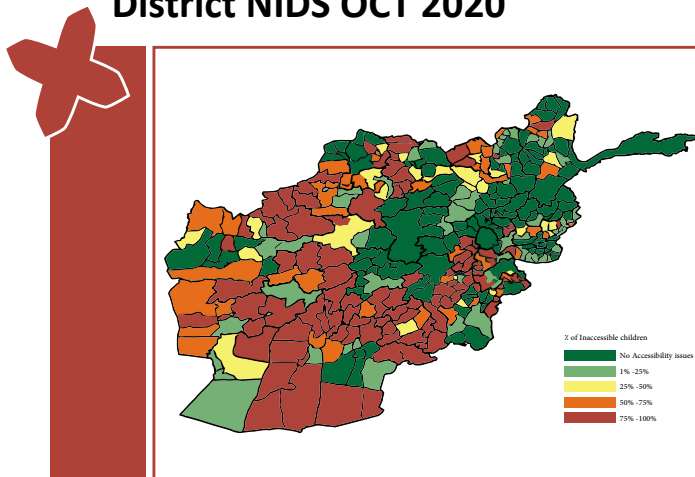 District NIDS OCT 2020
% of Inaccessible children
No Accessibility issues
1% -25%
25% -50%
50% -75%
75% -100%